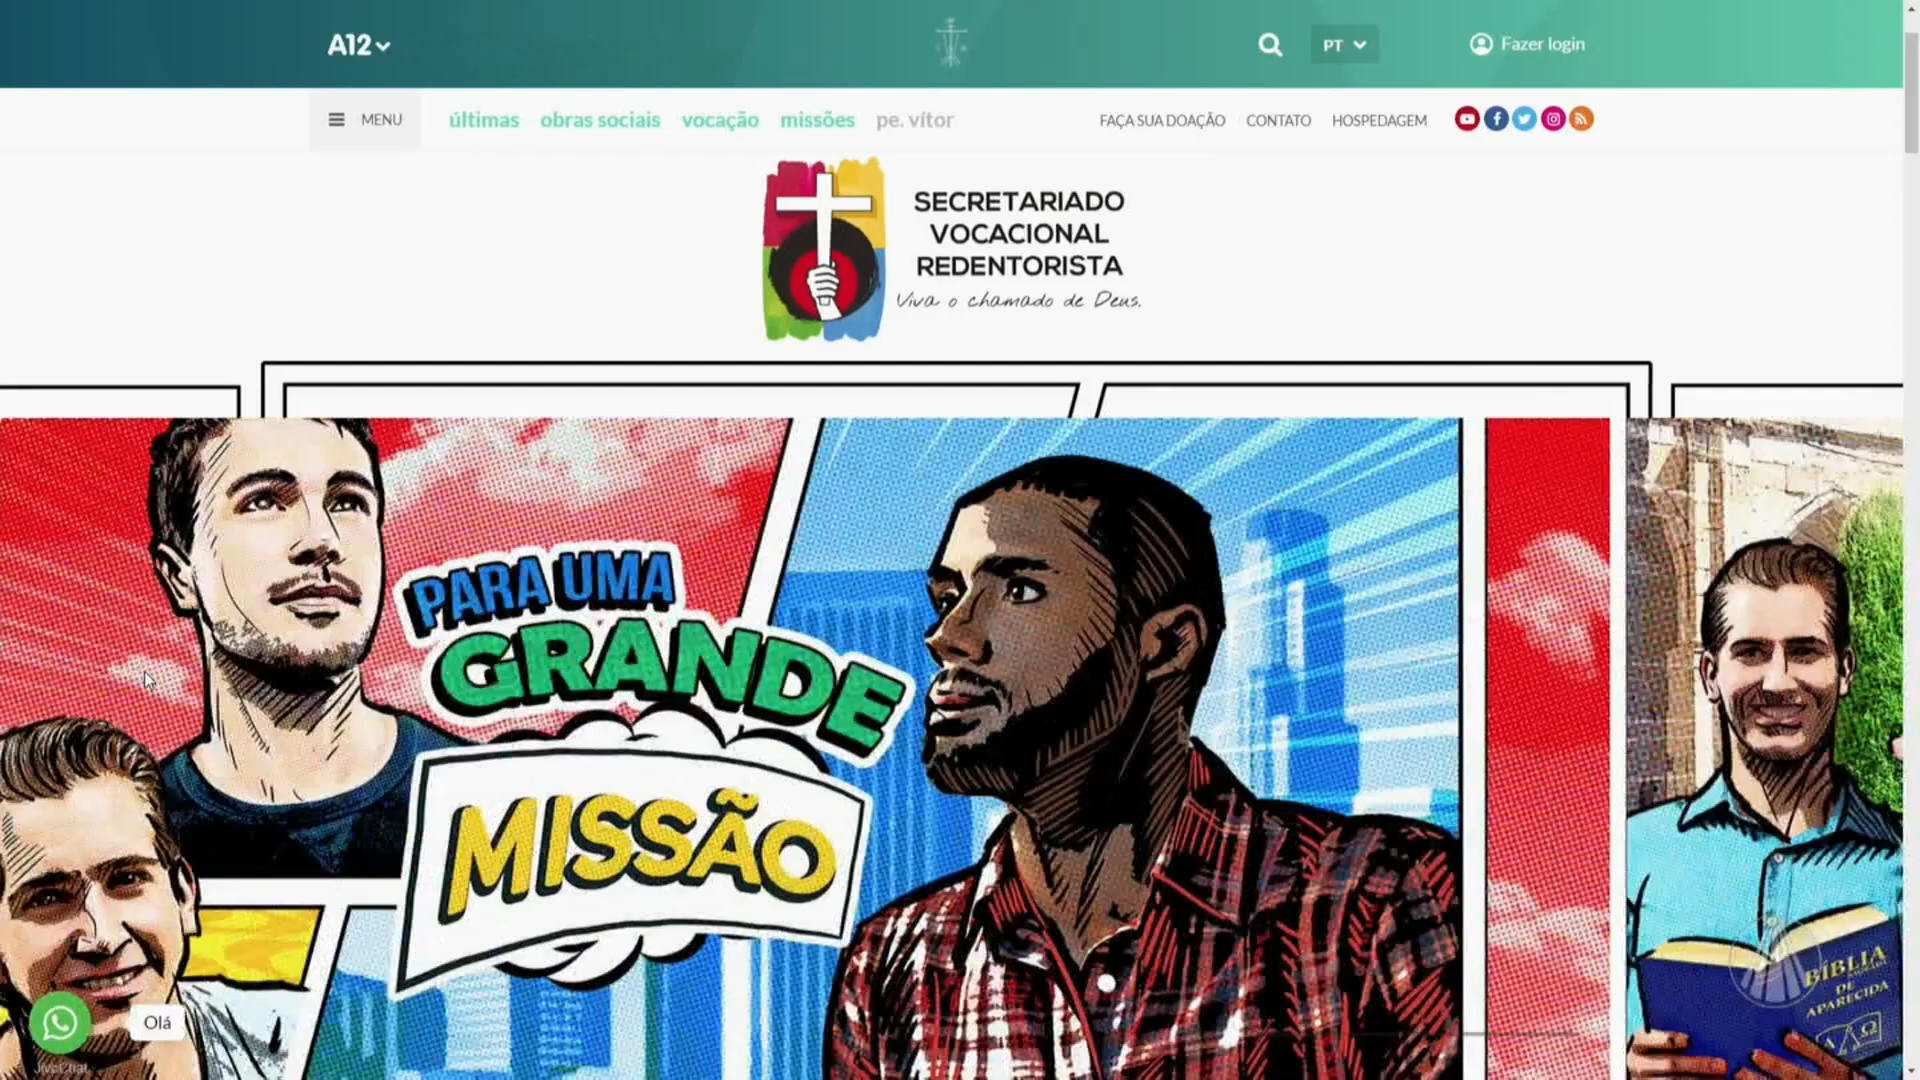 A12
PT
Fazer login
MENU
últimas
obras sociais
vocação
missões
pe. vítor
FAÇA SUA DOAÇÃO
CONTATO
HOSPEDAGEM
SECRETARIADO
VOCACIONAL
REDENTORISTA
Viva o chamado de Deus.
PARA UMA
GRANDE
MISSÃO
BÍBLIA
DE
APARECIDA
A Ω
Olá
JivoChat